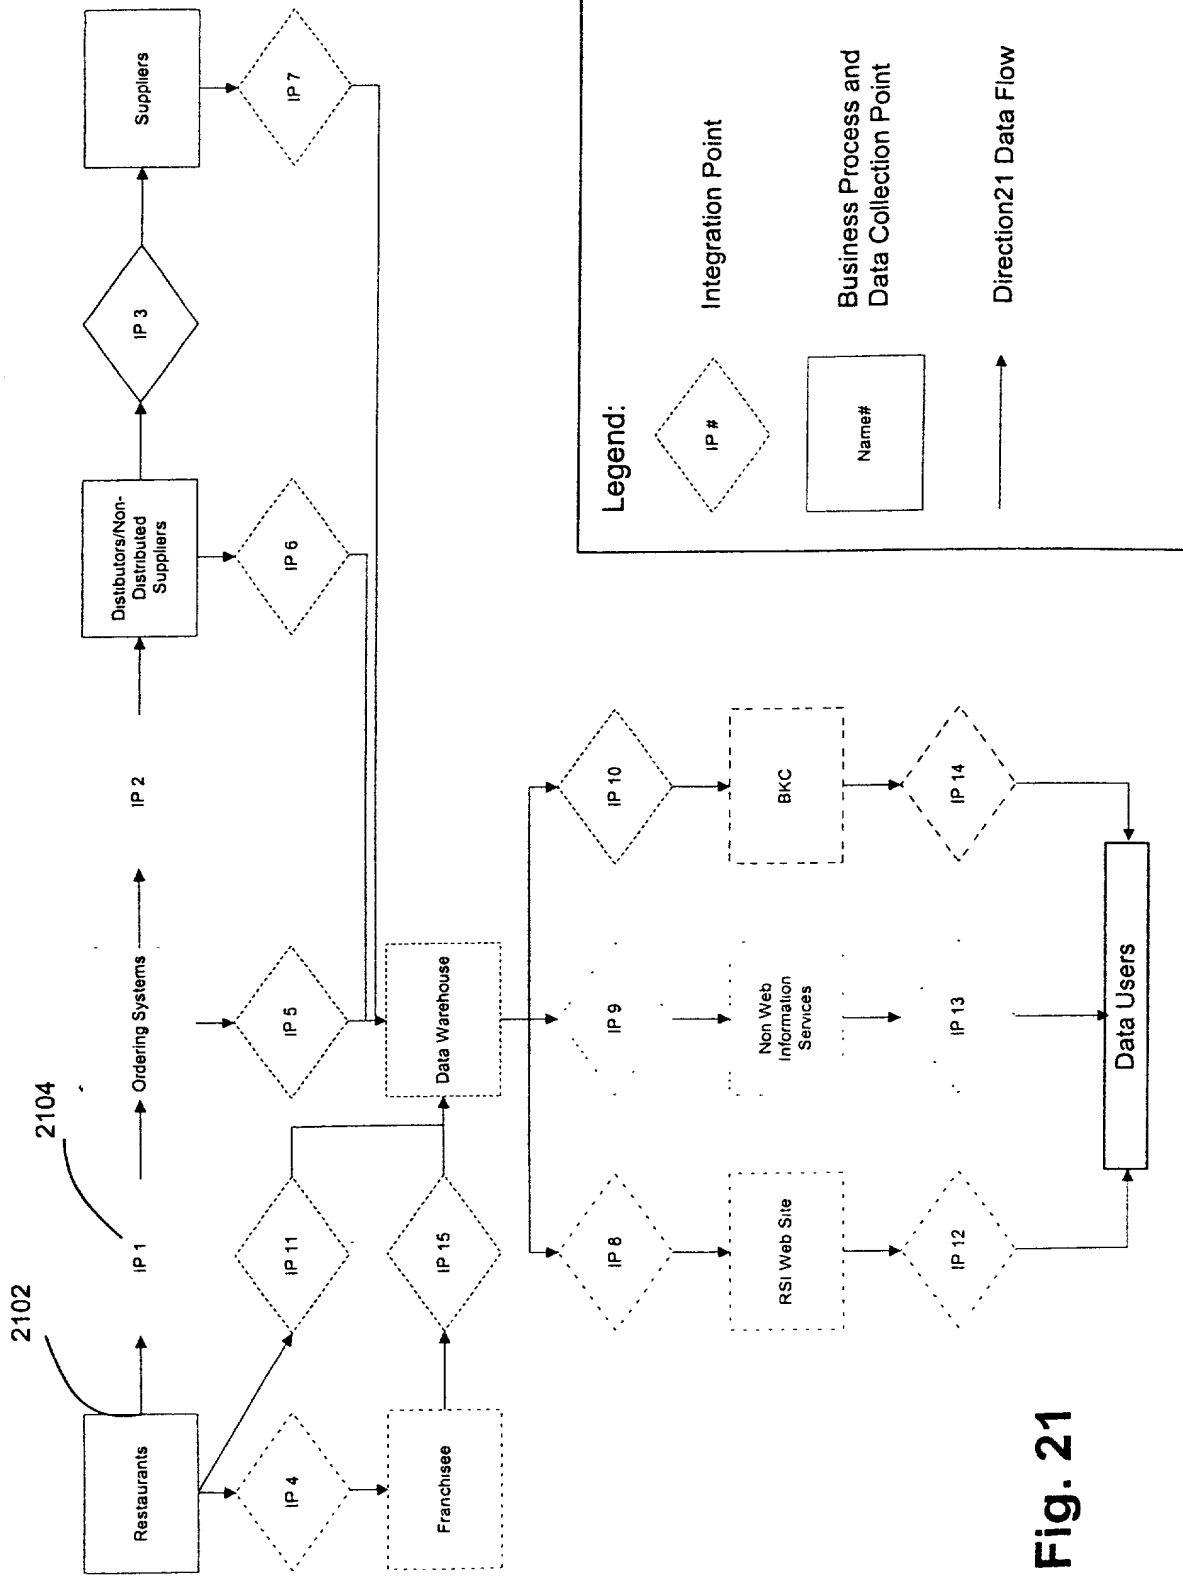 2102
2104
Restaurants
IP 1
Ordering Systems
IP 2
Distibutors/Non-
Distributed
Suppliers
IP 3
Suppliers
IP 4
IP 11
IP 5
IP 6
IP 7
Franchisee
IP 15
Data Warehouse
IP 8
IP 9
IP 10
RSI Web Site
Non Web
Information
Services
BKC
IP 12
IP 13
IP 14
Data Users
Legend:
IP #
Integration Point
Name#
Business Process and
Data Collection Point
Direction21 Data Flow
Fig. 21